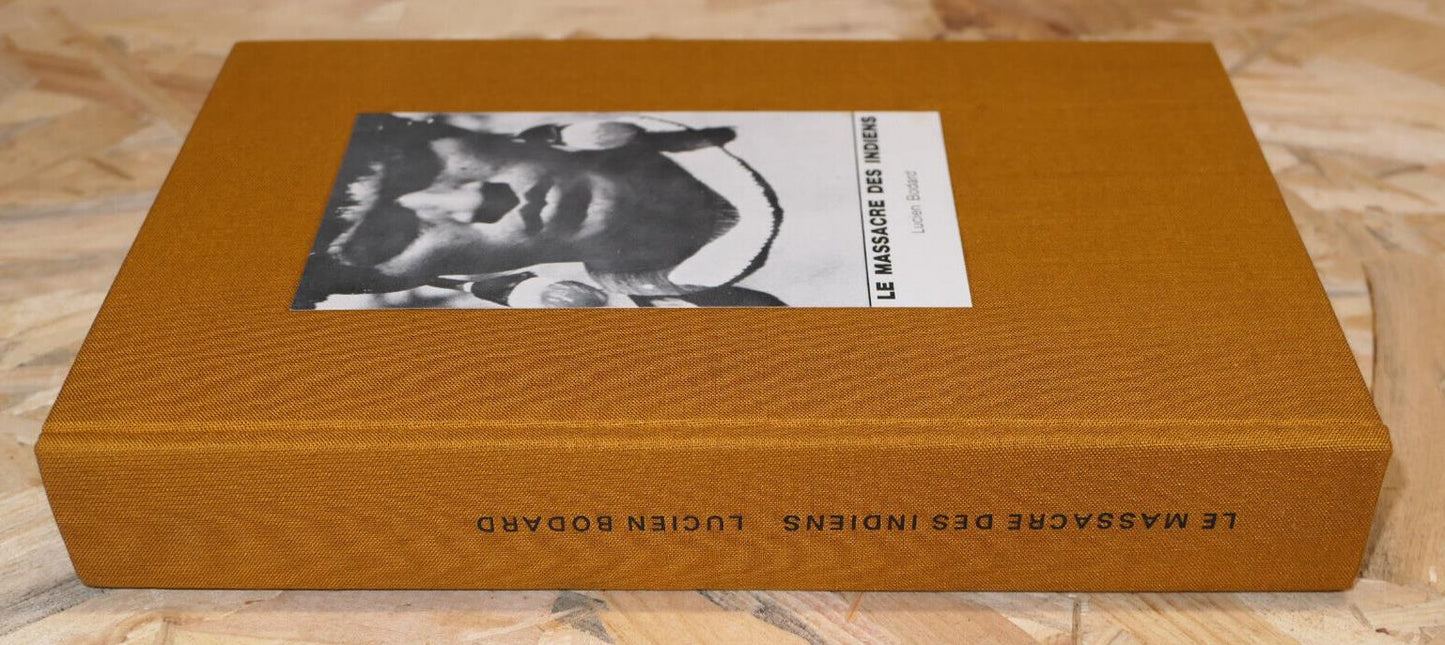 LE MASSACRE DES INDIENS
Lucien Bodard
LE MASSACRE DES INDIENS LUCIEN BODARD